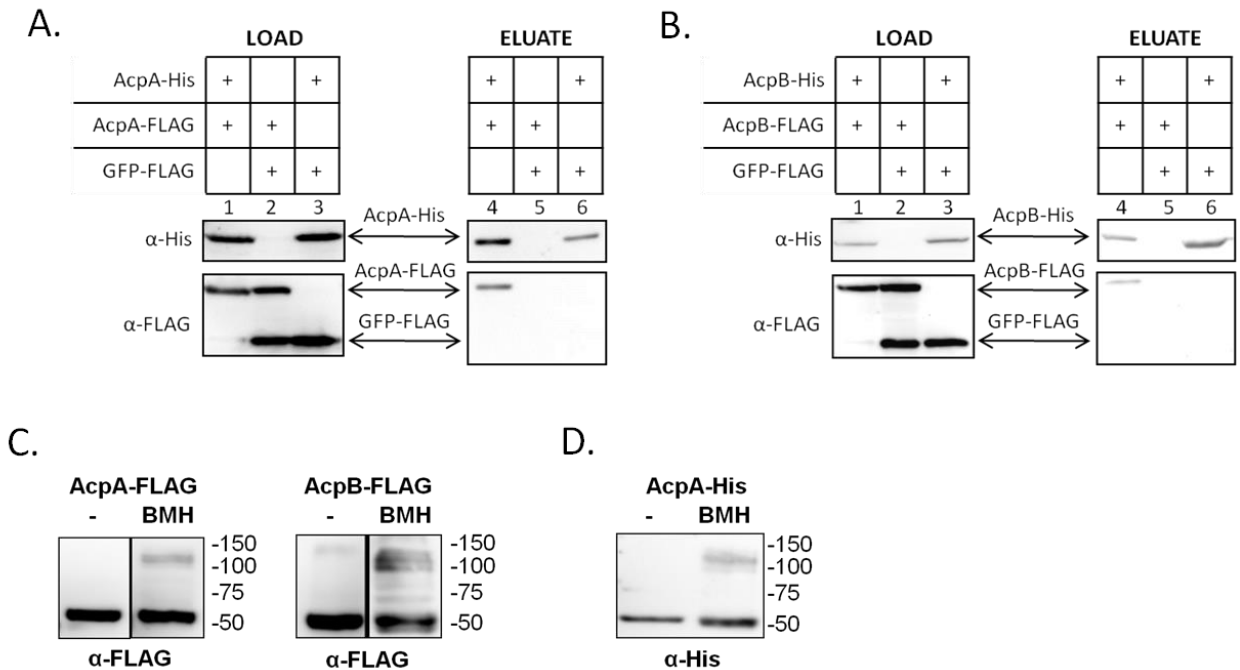 A.
LOAD ELUATE
AcpA-His + + + +
AcpA-FLAG + + + +
GFP-FLAG + + + +
1 2 3 4 5 6
α-His AcpA-His
α-FLAG AcpA-FLAG
GFP-FLAG
B.
LOAD ELUATE
AcpB-His + + + +
AcpB-FLAG + + + +
GFP-FLAG + + + +
1 2 3 4 5 6
α-His AcpB-His
α-FLAG AcpB-FLAG
GFP-FLAG
C.
AcpA-FLAG
- BMH
-150
-100
-75
-50
α-FLAG
AcpB-FLAG
- BMH
-150
-100
-75
-50
α-FLAG
D.
AcpA-His
- BMH
-150
-100
-75
-50
α-His